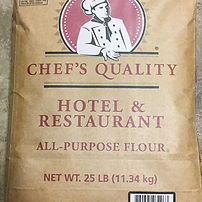 CHEF'S QUALITY
HOTEL &
RESTAURANT
ALL-PURPOSE FLOUR®
NET WT. 25 LB (11.34 kg)